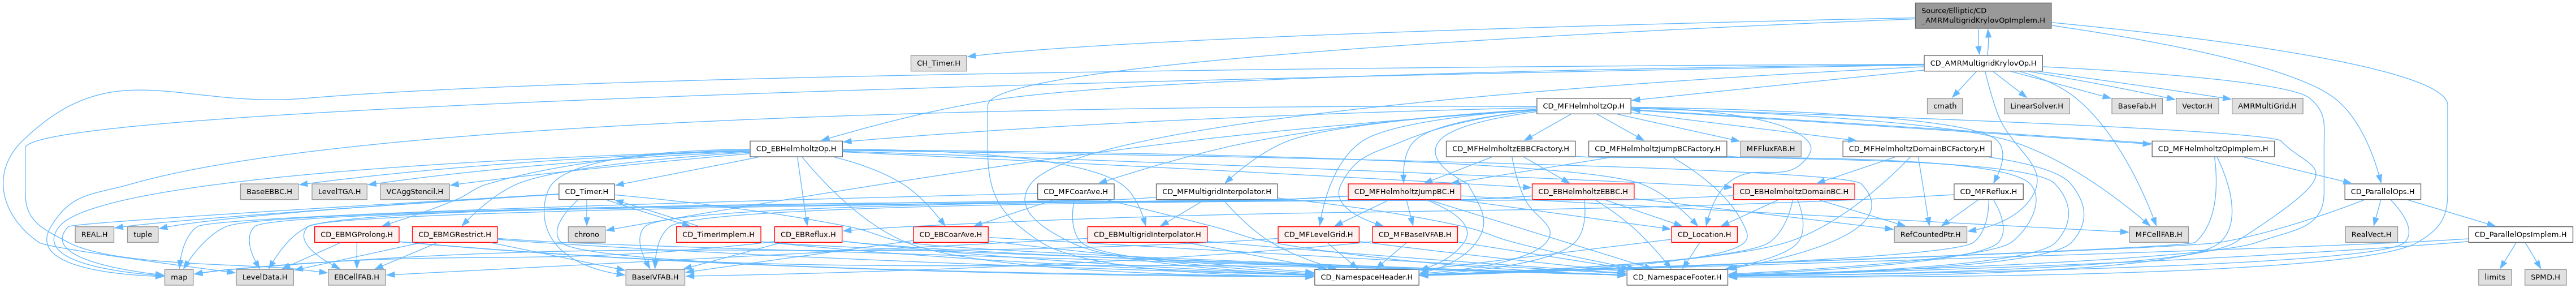 Source/Elliptic/CD
_AMRMultigridKrylovOpImplem.H
CH_Timer.H
CD_AMRMultigridKrylovOp.H
CD_MFHelmholtzOp.H
cmath
LinearSolver.H
BaseFab.H
Vector.H
AMRMultiGrid.H
CD_EBHelmholtzOp.H
CD_MFHelmholtzEBBCFactory.H
CD_MFHelmholtzJumpBCFactory.H
MFFluxFAB.H
CD_MFHelmholtzDomainBCFactory.H
CD_MFHelmholtzOpImplem.H
BaseEBBC.H
LevelTGA.H
VCAggStencil.H
CD_Timer.H
CD_MFCoarAve.H
CD_MFMultigridInterpolator.H
CD_MFHelmholtzJumpBC.H
CD_EBHelmholtzEBBC.H
CD_EBHelmholtzDomainBC.H
CD_MFReflux.H
CD_ParallelOps.H
REAL.H
tuple
CD_EBMGProlong.H
CD_EBMGRestrict.H
chrono
CD_TimerImplem.H
CD_EBReflux.H
CD_EBCoarAve.H
CD_EBMultigridInterpolator.H
CD_MFLevelGrid.H
CD_MFBaseIVFAB.H
CD_Location.H
RefCountedPtr.H
MFCellFAB.H
RealVect.H
CD_ParallelOpsImplem.H
map
LevelData.H
EBCellFAB.H
BaseIVFAB.H
CD_NamespaceHeader.H
CD_NamespaceFooter.H
limits
SPMD.H